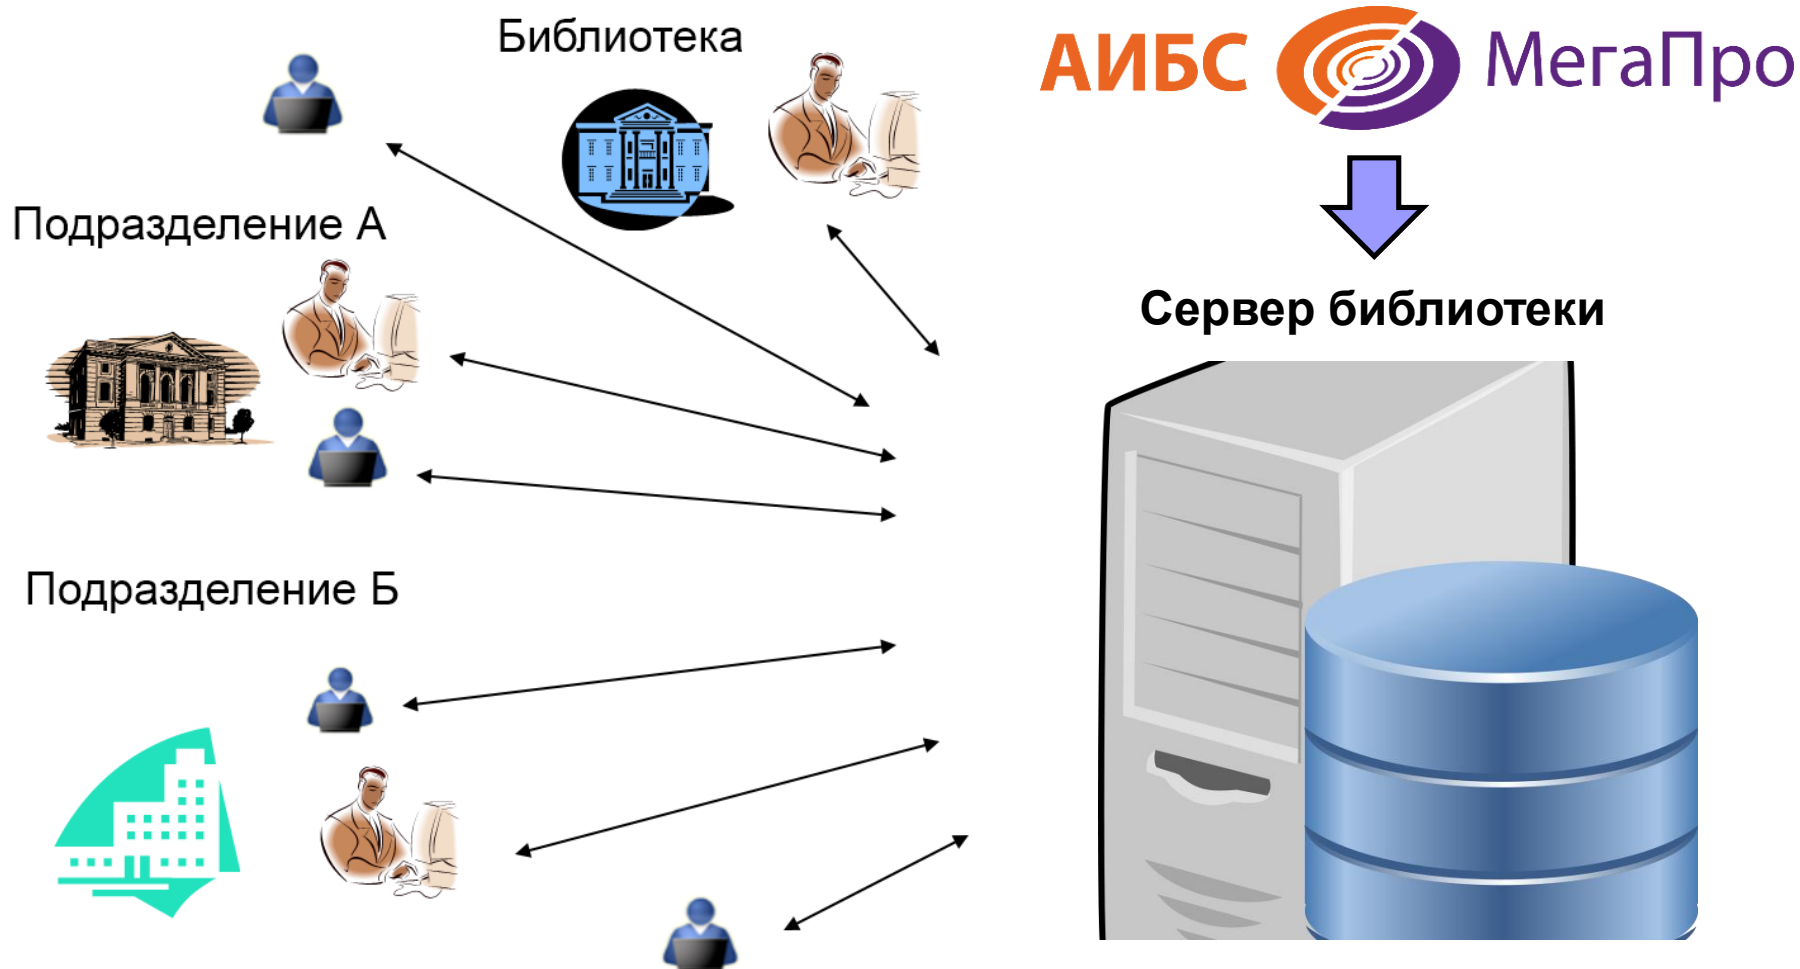 Библиотека
АИБС МегаПро
Подразделение А
Сервер библиотеки
Подразделение Б